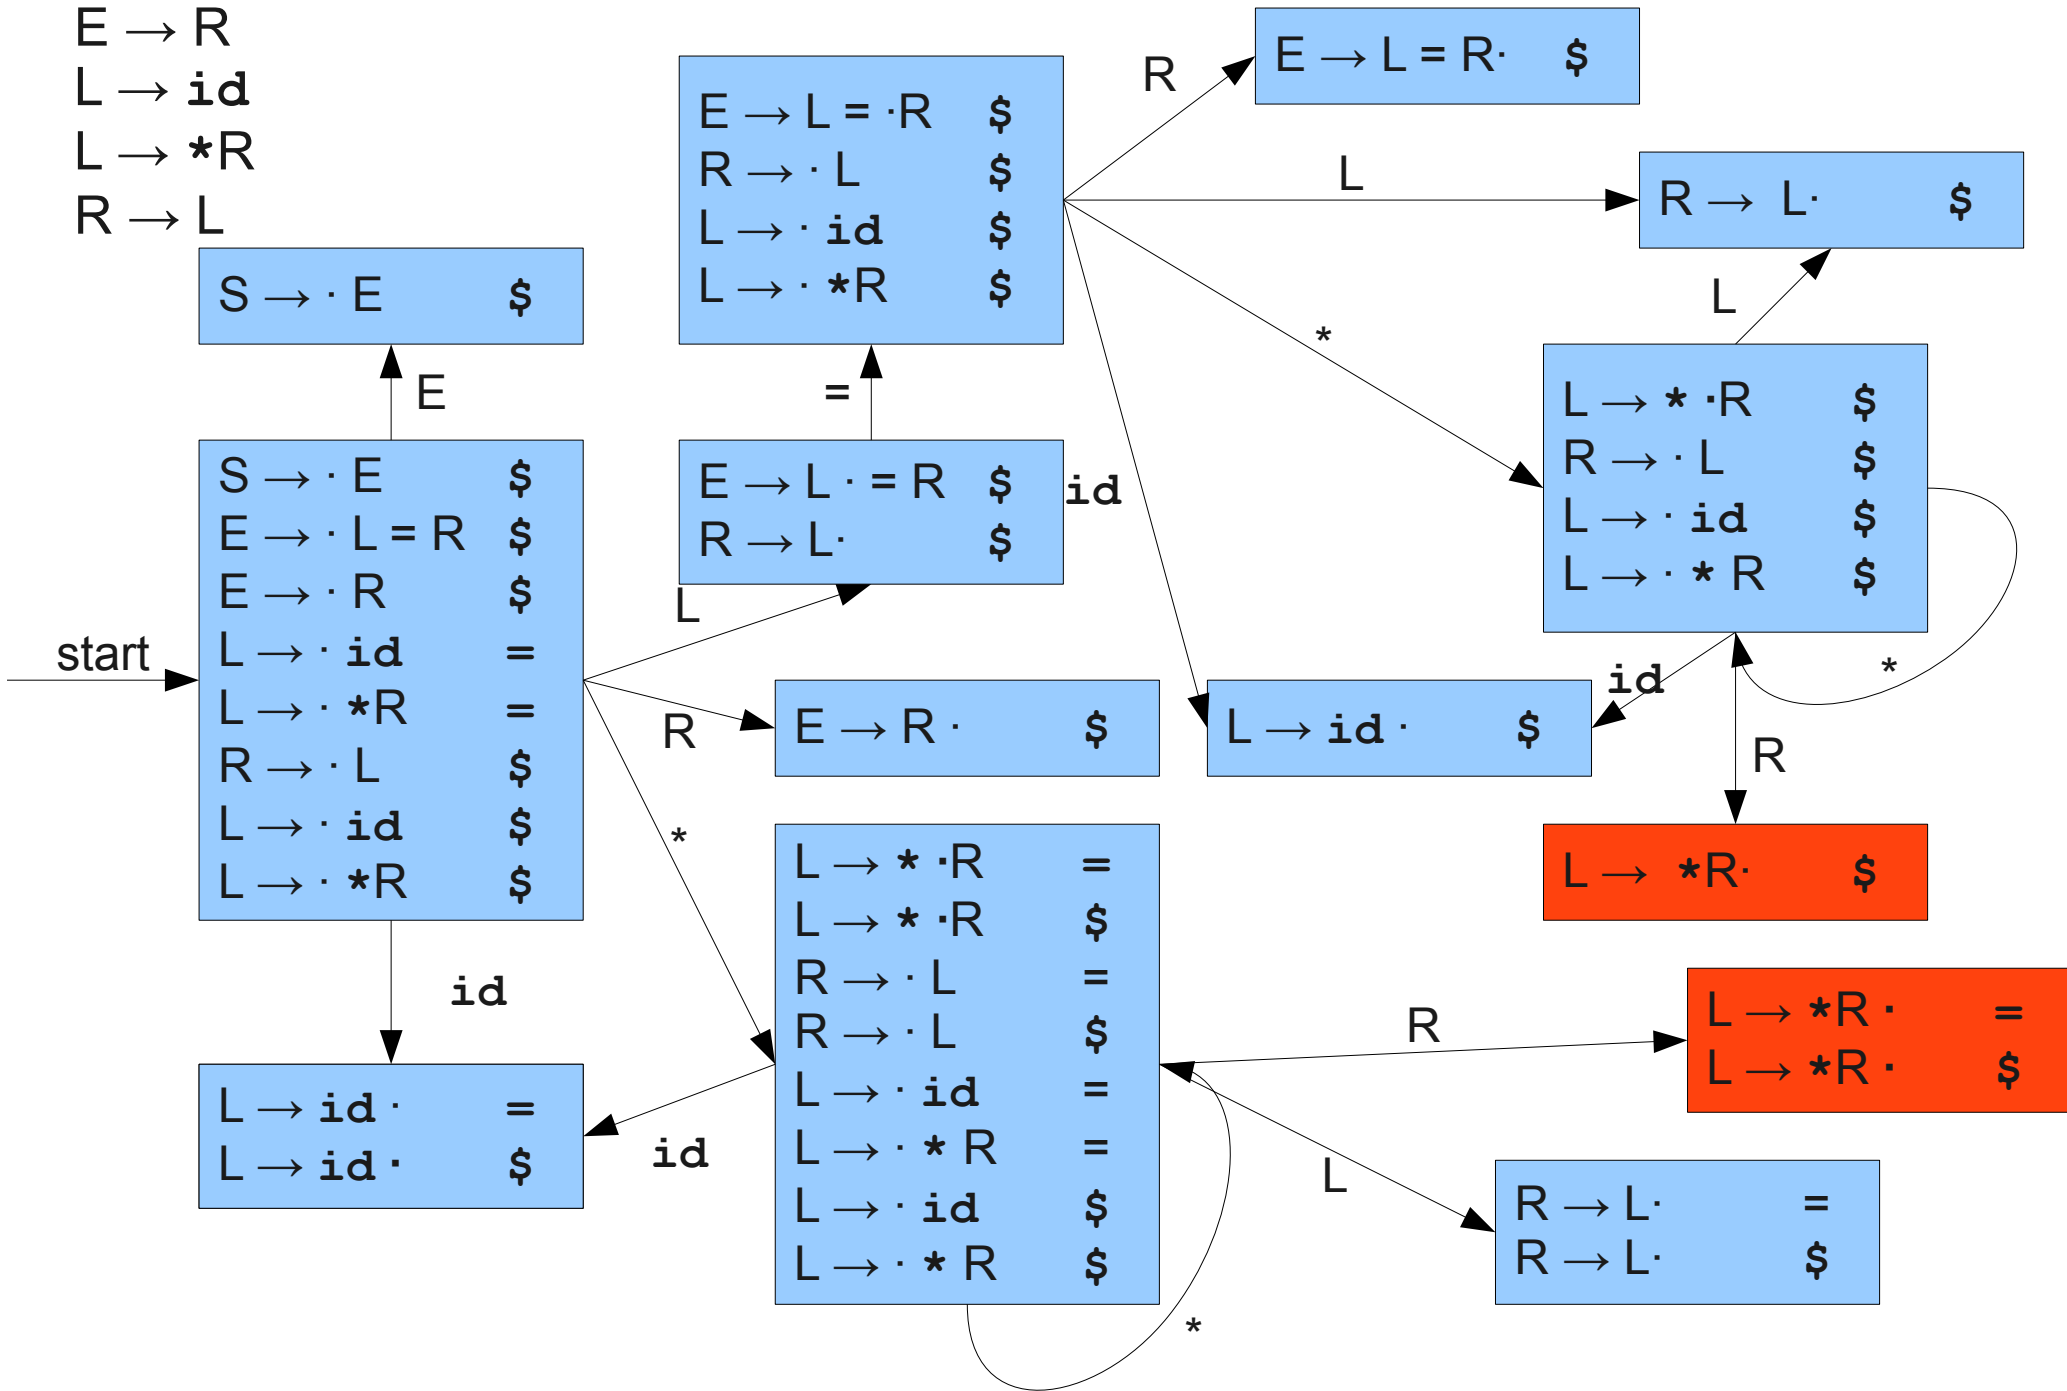 E → R
L → id
L → *R
R → L
S → · E $
E
S → · E $
E → · L = R $
E → · R $
L → · id =
L → · *R =
R → · L $
L → · id $
L → · *R $
start
id
L → id · =
L → id · $
E → L = ·R $
R → · L $
L → · id $
L → · *R $
=
E → L · = R $
R → L· $
L
R
E → R · $
*
L → * ·R =
L → * ·R $
R → · L =
R → · L $
L → · id =
L → · * R =
L → · id $
L → · * R $
id
*
R
E → L = R· $
L
R → L· $
*
id
L
L → * ·R $
R → · L $
L → · id $
L → · * R $
*
id
L → id · $
R
L → *R· $
R
L → *R · =
L → *R · $
L
R → L· =
R → L· $